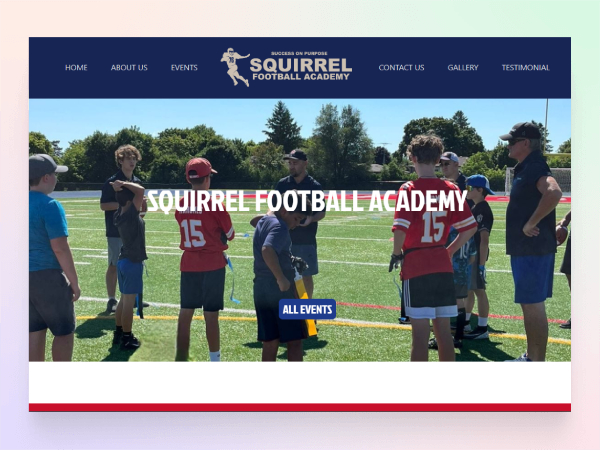 HOME
ABOUT US
EVENTS
SUCCESS ON PURPOSE
SQUIRREL
FOOTBALL ACADEMY
CONTACT US
GALLERY
TESTIMONIAL
SQUIRREL FOOTBALL ACADEMY
15
15
ALL EVENTS